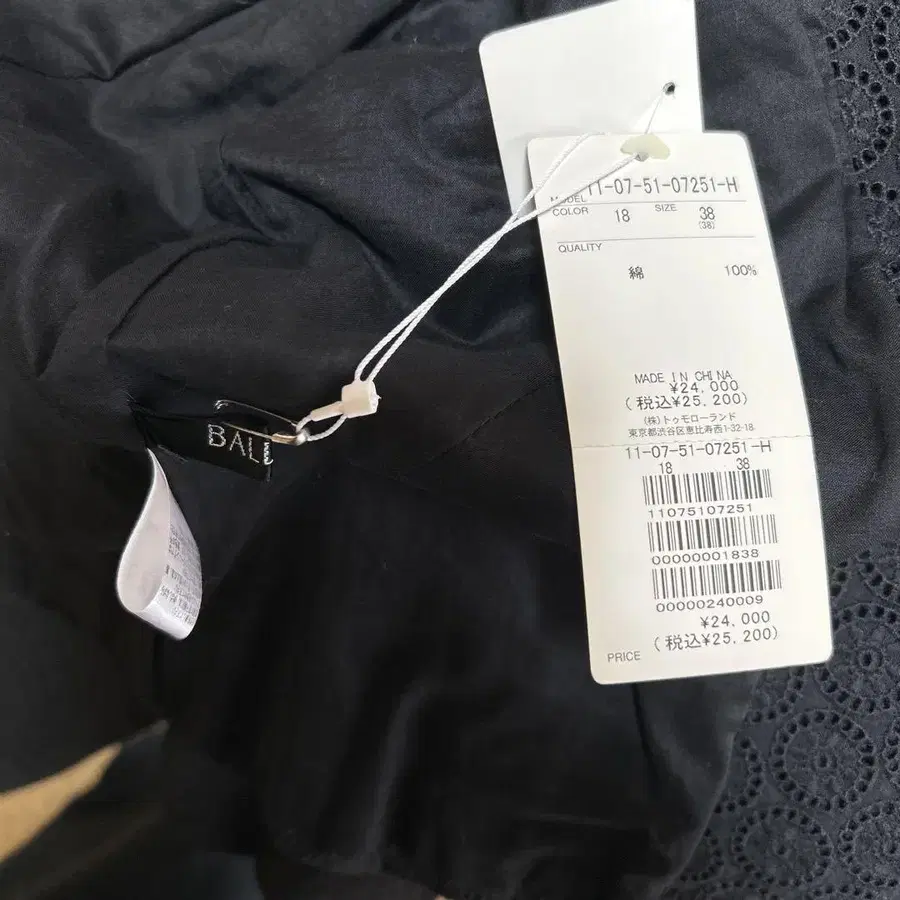 MODEL 11-07-51-07251-H
COLOR 18 SIZE 38
(38)
QUALITY
綿 100%
MADE IN CHINA
¥24,000
(税込¥25,200)
(株)トゥモローランド
東京都渋谷区恵比寿西1-32-18
11-07-51-07251-H
18 38
11075107251
00000001838
00000240009
¥24,000
(税込¥25,200)
PRICE
BALL